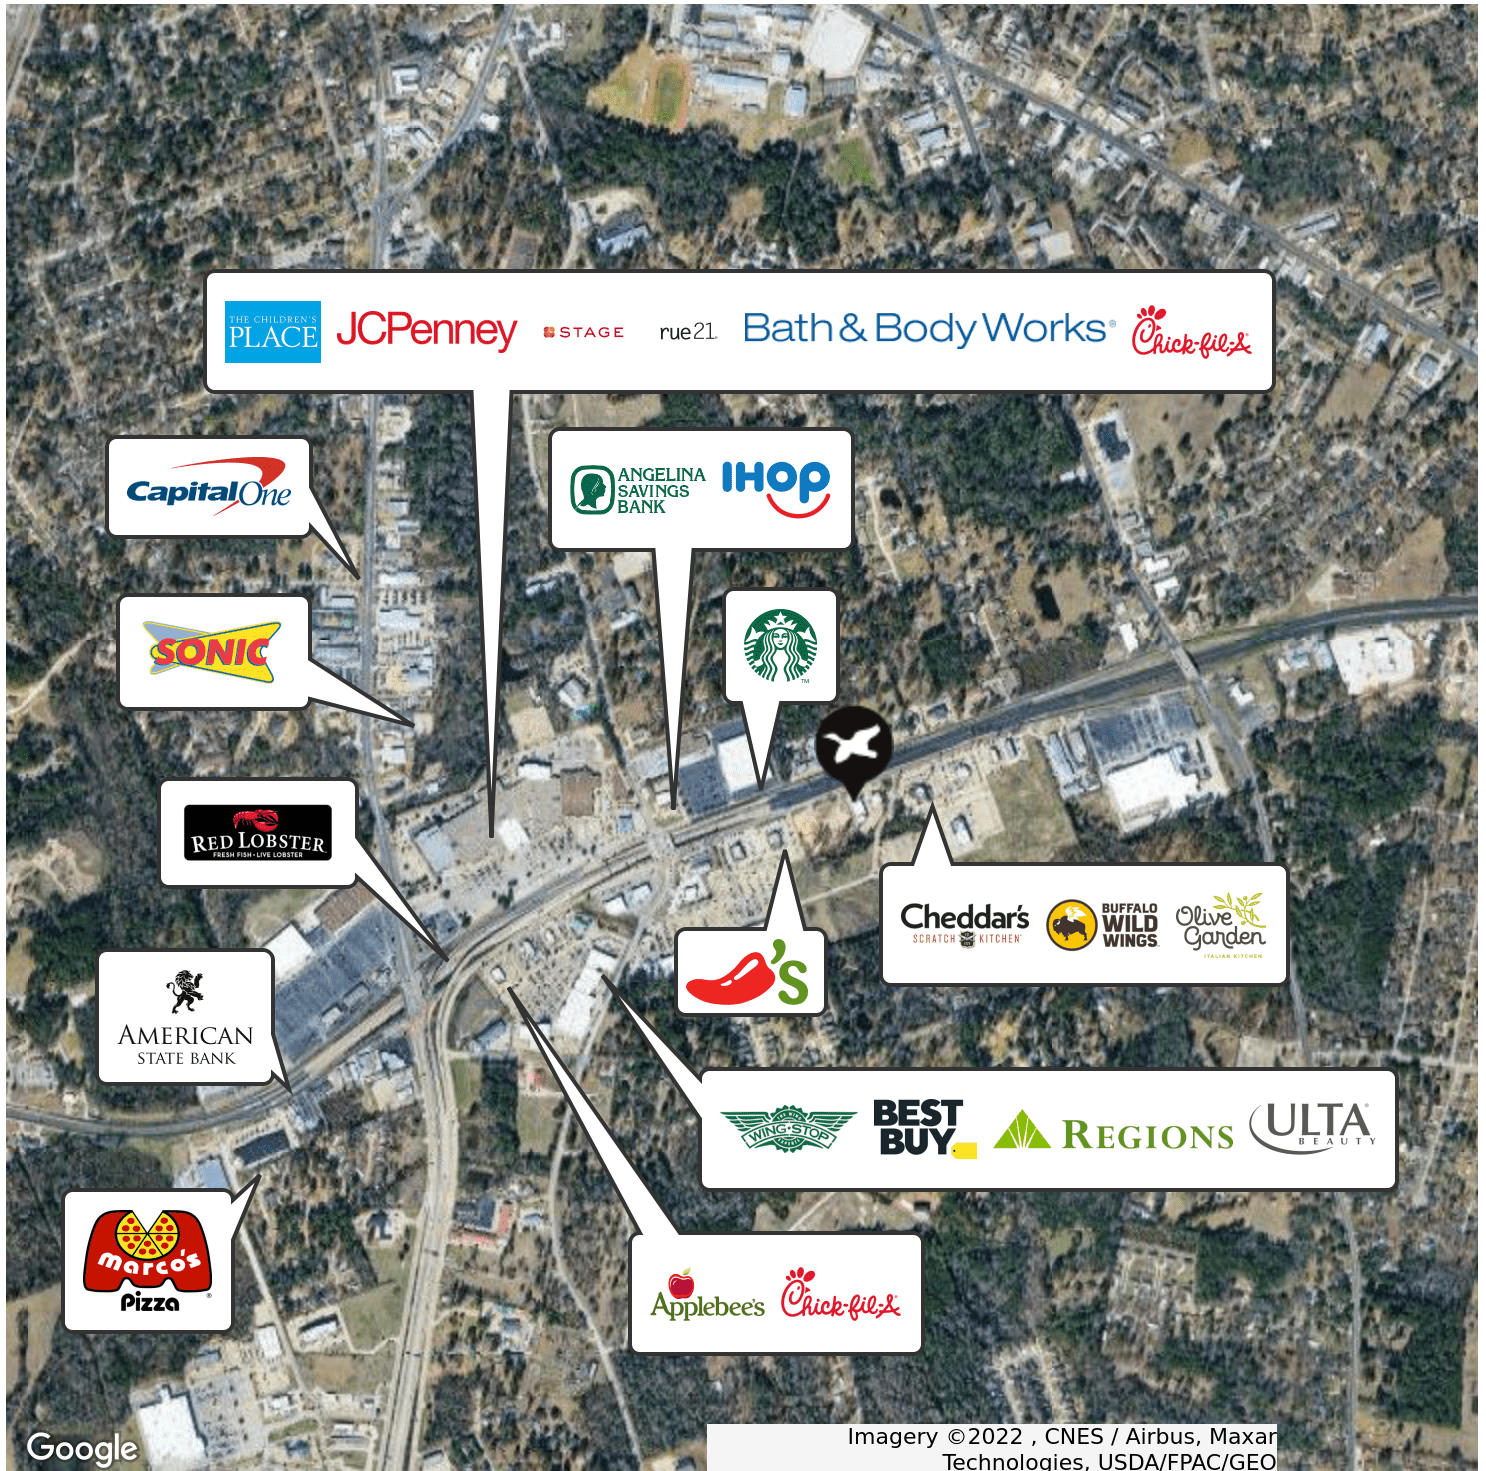 THE CHILDREN'S
PLACE
JCPenney
STAGE
rue21
Bath & Body Works®
Chick-fil-A
CapitalOne
ANGELINA
SAVINGS
BANK
IHOP
SONIC
TM
RED LOBSTER
FRESH FISH • LIVE LOBSTER
Cheddar's
SCRATCH KITCHEN
BUFFALO
WILD
WINGS
Olive
Garden
ITALIAN KITCHEN
'S
AMERICAN
STATE BANK
WING • STOP
BEST
BUY
REGIONS
ULTA
BEAUTY
marco's
Pizza®
Applebee's
Chick-fil-A
Google
Imagery ©2022 , CNES / Airbus, Maxar
Technologies, USDA/FPAC/GEO